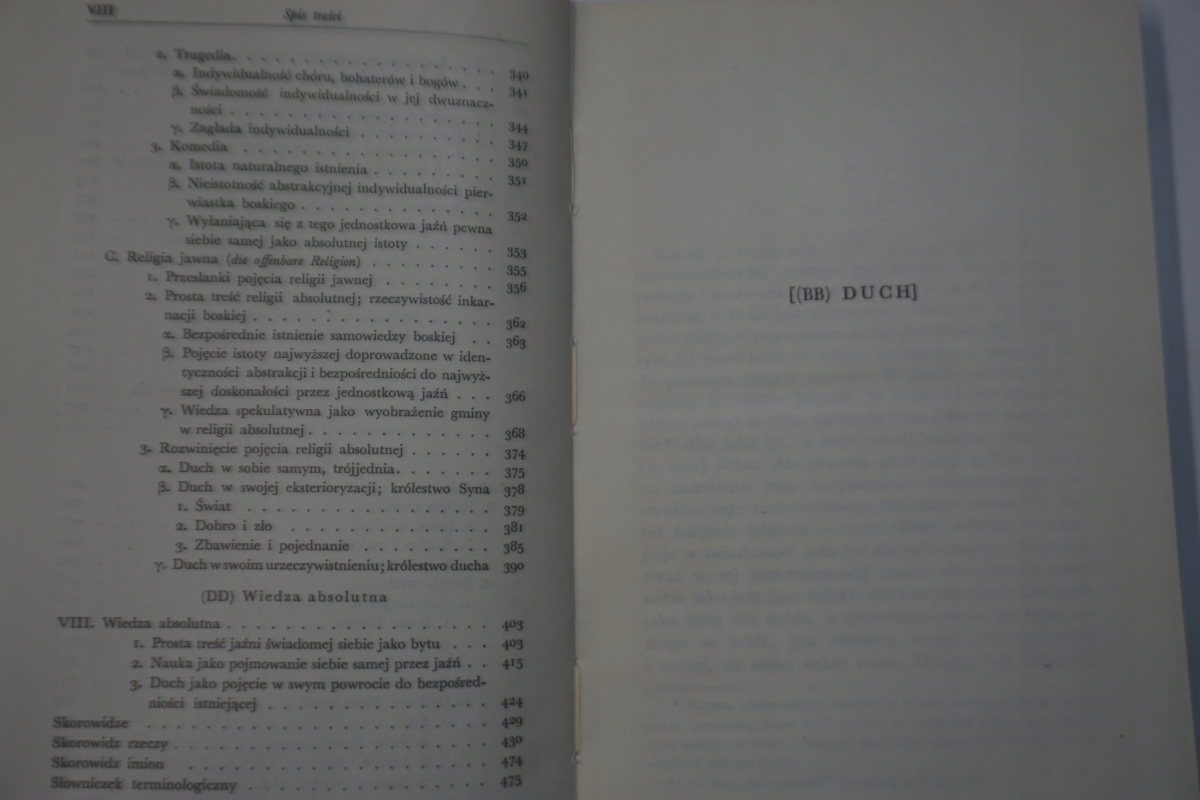 VIII Spis treści
2. Tragedia. . . . . . . . . . . . . . . 340
α. Indywidualność chóru, bohaterów i bogów . . . 341
β. Świadomość indywidualności w jej dwuznacz-
ności . . . . . . . . . . . . . . . 344
γ. Zagłada indywidualności . . . . . . . . . 347
3. Komedia . . . . . . . . . . . . . . . 350
α. Istota naturalnego istnienia . . . . . . . . 351
β. Nieistotność abstrakcyjnej indywidualności pier-
wiastka boskiego . . . . . . . . . . . . 352
γ. Wyłaniająca się z tego jednostkowa jaźń pewna
siebie samej jako absolutnej istoty . . . . . . 353
C. Religia jawna (die offenbare Religion) . . . . . . . . 355
1. Przesłanki pojęcia religii jawnej . . . . . . . 356
2. Prosta treść religii absolutnej; rzeczywistość inkar-
nacji boskiej . . . . . . . . . . . . . . 362
α. Bezpośrednie istnienie samowiedzy boskiej . . 363
β. Pojęcie istoty najwyższej doprowadzone w iden-
tyczności abstrakcji i bezpośredniości do najwyż-
szej doskonałości przez jednostkową jaźń . . . 366
γ. Wiedza spekulatywna jako wyobrażenie gminy
w religii absolutnej . . . . . . . . . . . . 368
3. Rozwinięcie pojęcia religii absolutnej . . . . . . 374
α. Duch w sobie samym, trójjednia. . . . . . . 375
β. Duch w swojej eksterioryzacji; królestwo Syna 378
1. Świat . . . . . . . . . . . . . . . 379
2. Dobro i zło . . . . . . . . . . . . 381
3. Zbawienie i pojednanie . . . . . . . . . 385
γ. Duch w swoim urzeczywistnieniu; królestwo ducha 390
(DD) Wiedza absolutna
VIII. Wiedza absolutna . . . . . . . . . . . . . . . . . 403
1. Prosta treść jaźni świadomej siebie jako bytu . . . 403
2. Nauka jako pojmowanie siebie samej przez jaźń . . 415
3. Duch jako pojęcie w swym powrocie do bezpośred-
niości istniejącej . . . . . . . . . . . . . . 424
Skorowidze . . . . . . . . . . . . . . . . . . . . 429
Skorowidz rzeczy . . . . . . . . . . . . . . . . . . 430
Skorowidz imion . . . . . . . . . . . . . . . . . 474
Słowniczek terminologiczny . . . . . . . . . . . . . . 475
[(BB) DUCH]